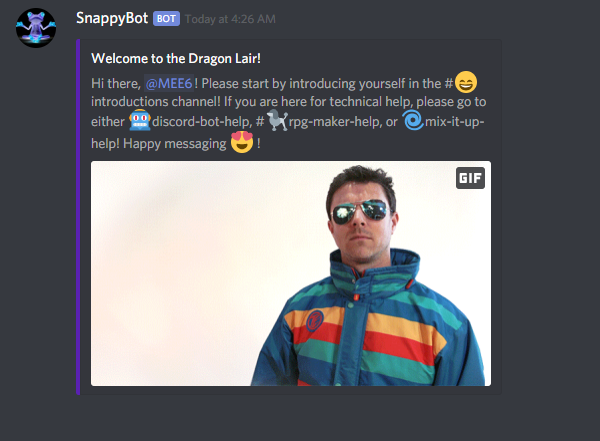 SnappyBot BOT Today at 4:26 AM
Welcome to the Dragon Lair!
Hi there, @MEE6! Please start by introducing yourself in the #😄
introductions channel! If you are here for technical help, please go to
either 🤖discord-bot-help, #🐩rpg-maker-help, or 🌀mix-it-up-
help! Happy messaging 😍 !
GIF